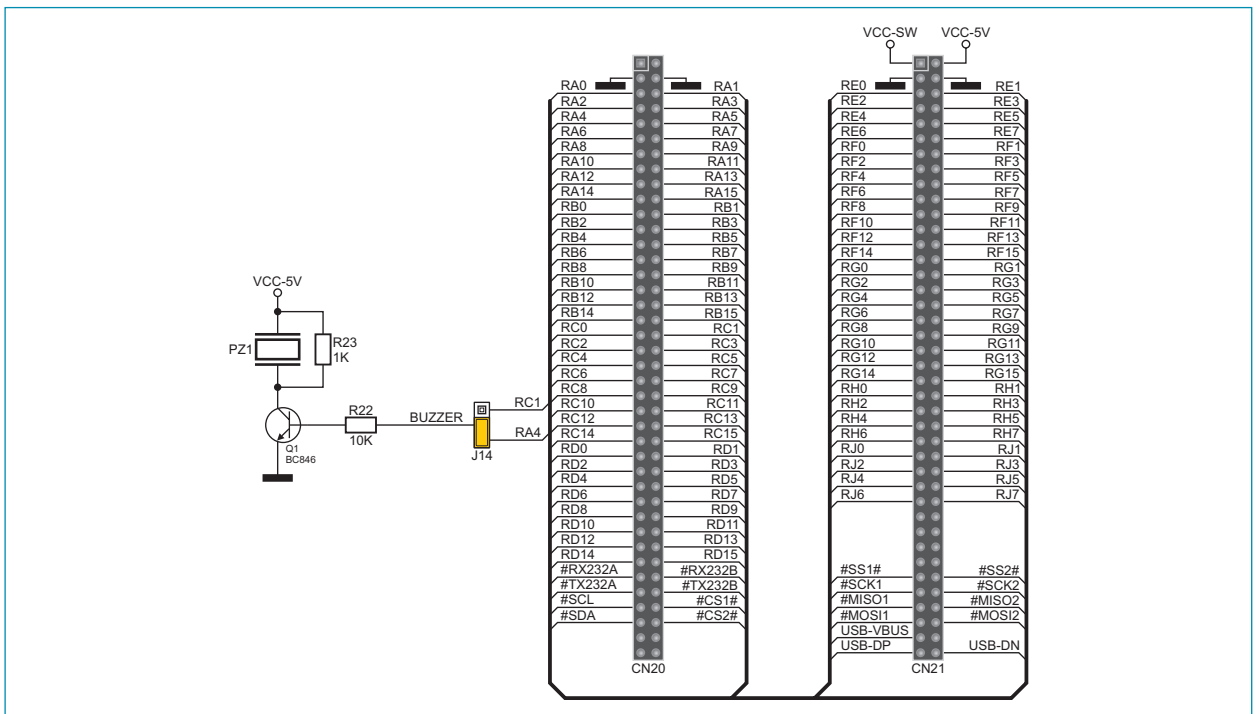 VCC-SW VCC-5V
RA0 RA1 RE0 RE1
RA2 RA3 RE2 RE3
RA4 RA5 RE4 RE5
RA6 RA7 RE6 RE7
RA8 RA9 RF0 RF1
RA10 RA11 RF2 RF3
RA12 RA13 RF4 RF5
RA14 RA15 RF6 RF7
RB0 RB1 RF8 RF9
RB2 RB3 RF10 RF11
RB4 RB5 RF12 RF13
RB6 RB7 RF14 RF15
RB8 RB9 RG0 RG1
VCC-5V
RB10 RB11 RG2 RG3
RB12 RB13 RG4 RG5
RB14 RB15 RG6 RG7
RC0 RC1 RG8 RG9
PZ1 R23
1K
RC2 RC3 RG10 RG11
RC4 RC5 RG12 RG13
RC6 RC7 RG14 RG15
RC8 RC9 RH0 RH1
RC1
RC10 RC11 RH2 RH3
R22 BUZZER
RC12 RC13 RH4 RH5
RA4
RC14 RC15 RH6 RH7
10K
Q1
BC846
J14
RD0 RD1 RJ0 RJ1
RD2 RD3 RJ2 RJ3
RD4 RD5 RJ4 RJ5
RD6 RD7 RJ6 RJ7
RD8 RD9
RD10 RD11
RD12 RD13
RD14 RD15
#RX232A #RX232B #SS1# #SS2#
#TX232A #TX232B #SCK1 #SCK2
#SCL #CS1# #MISO1 #MISO2
#SDA #CS2# #MOSI1 #MOSI2
USB-VBUS
USB-DP USB-DN
CN20 CN21